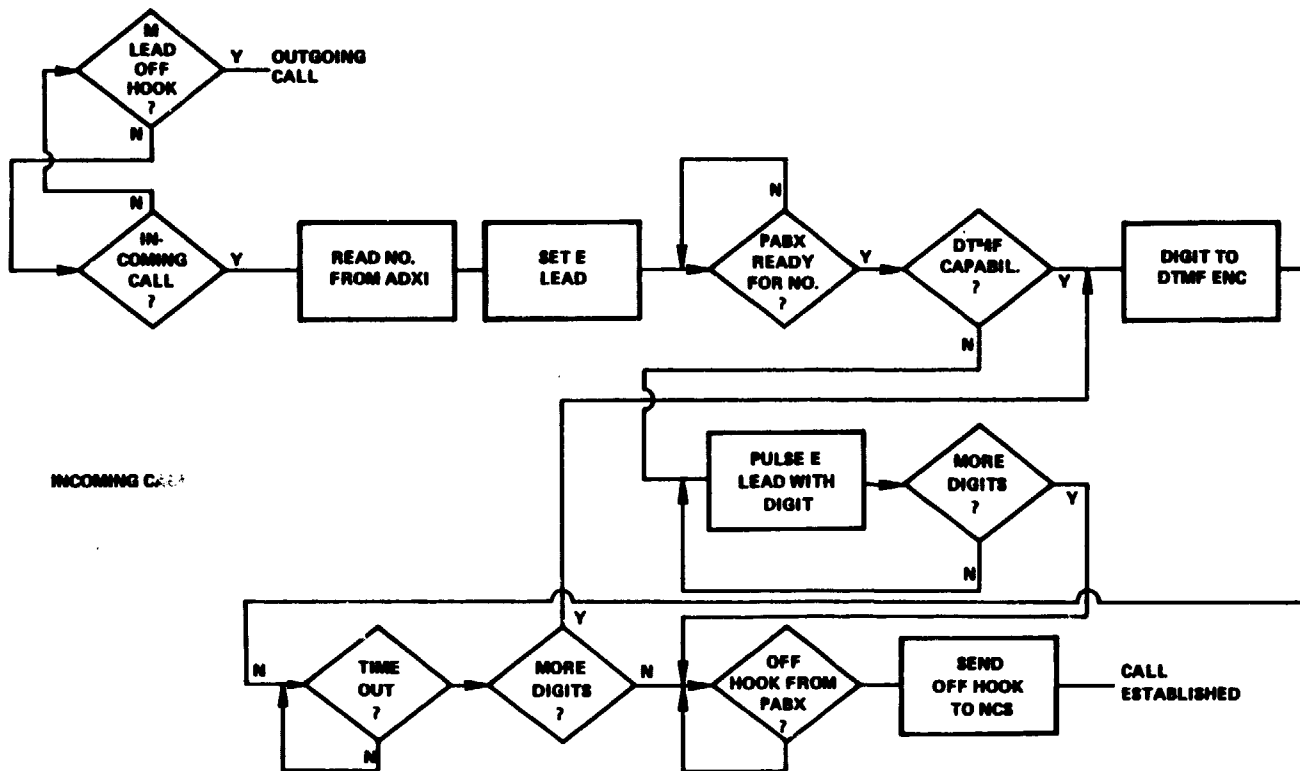 M
LEAD
OFF
HOOK
?
Y
OUTGOING
CALL
N
N
IN-
COMING
CALL
?
Y
READ NO.
FROM ADXI
SET E
LEAD
N
PABX
READY
FOR NO.
?
Y
CAPABIL.
?
Y
N
DIGIT TO
DTMF ENC
PULSE E
LEAD WITH
DIGIT
MORE
DIGITS
?
Y
N
INCOMING
N
TIME
OUT
?
N
Y
MORE
DIGITS
?
N
OFF
HOOK FROM
PABX
?
SEND
OFF HOOK
TO NCS
CALL
ESTABLISHED